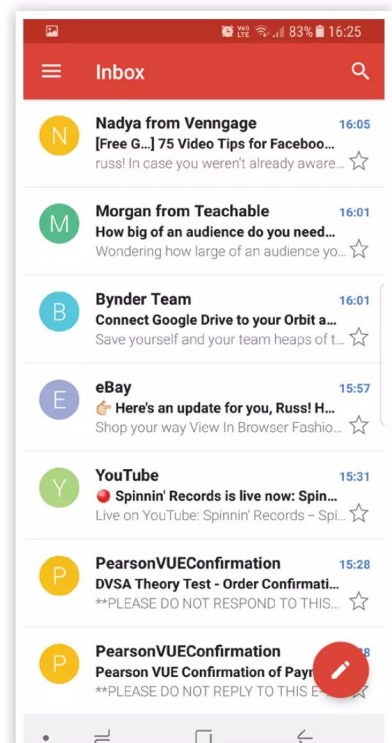 VoLTE 83% 16:25
Inbox
N
Nadya from Venngage 16:05
[Free G...] 75 Video Tips for Faceboo...
russ! In case you weren't already aware...
M
Morgan from Teachable 16:01
How big of an audience do you need...
Wondering how large of an audience yo...
B
Bynder Team 16:01
Connect Google Drive to your Orbit a...
Save yourself and your team heaps of t...
E
eBay 15:57
👉 Here's an update for you, Russ! H...
Shop your way View In Browser Fashio...
Y
YouTube 15:31
🔴 Spinnin' Records is live now: Spin...
Live on YouTube: Spinnin' Records – Spi...
P
PearsonVUEConfirmation 15:28
DVSA Theory Test - Order Confirmati...
**PLEASE DO NOT RESPOND TO THIS...
P
PearsonVUEConfirmation
Pearson VUE Confirmation of Payr
**PLEASE DO NOT REPLY TO THIS E-